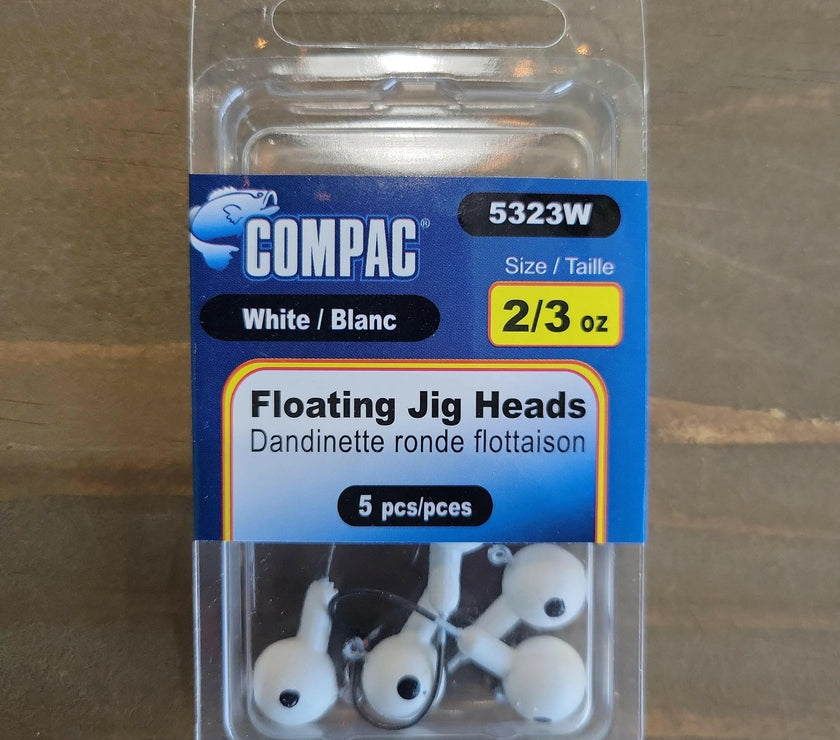 COMPAC®
5323W
Size / Taille
White / Blanc
2/3 oz
Floating Jig Heads
Dandinette ronde flottaison
5 pcs/pces